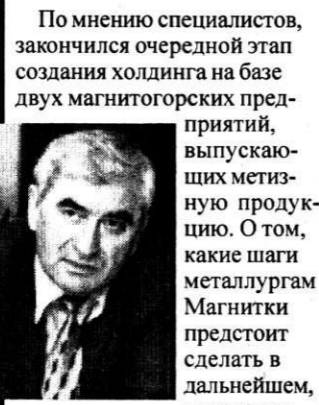 По мнению специалистов,
закончился очередной этап
создания холдинга на базе
двух магнитогорских пред-
приятий,
выпускаю-
щих метиз-
ную продук-
цию. О том,
какие шаги
металлургам
Магнитки
предстоит
сделать в
дальнейшем,